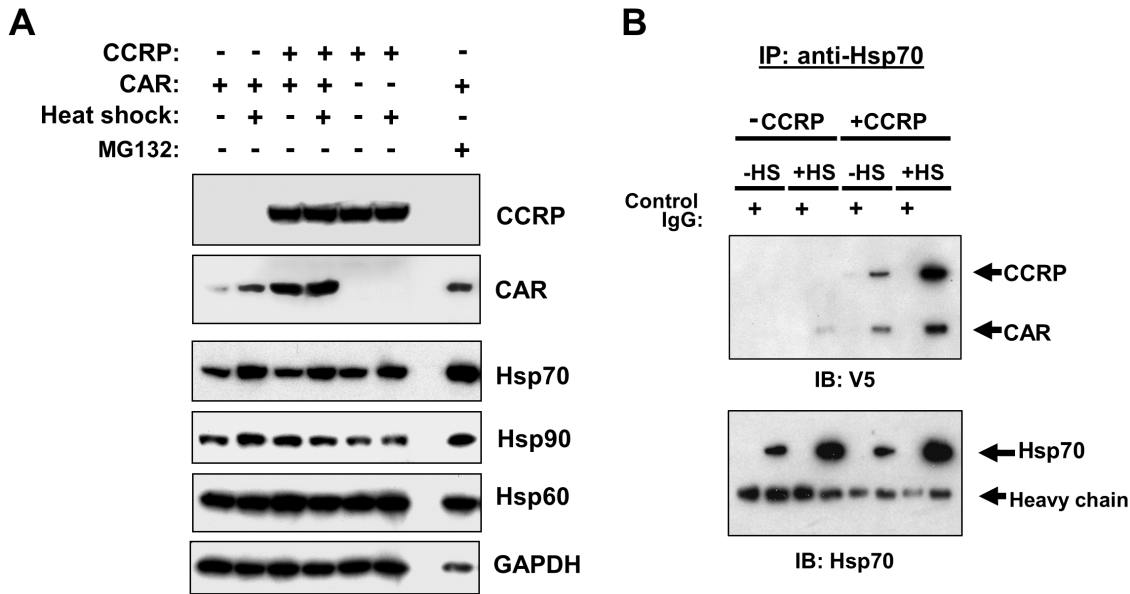 A
CCRP: - - + + + + -
CAR: + + + + - - +
Heat shock: - + - + - + -
MG132: - - - - - - +
CCRP
CAR
Hsp70
Hsp90
Hsp60
GAPDH
B
IP: anti-Hsp70
-CCRP +CCRP
-HS +HS -HS +HS
Control IgG: + + + +
CCRP
CAR
IB: V5
Hsp70
Heavy chain
IB: Hsp70